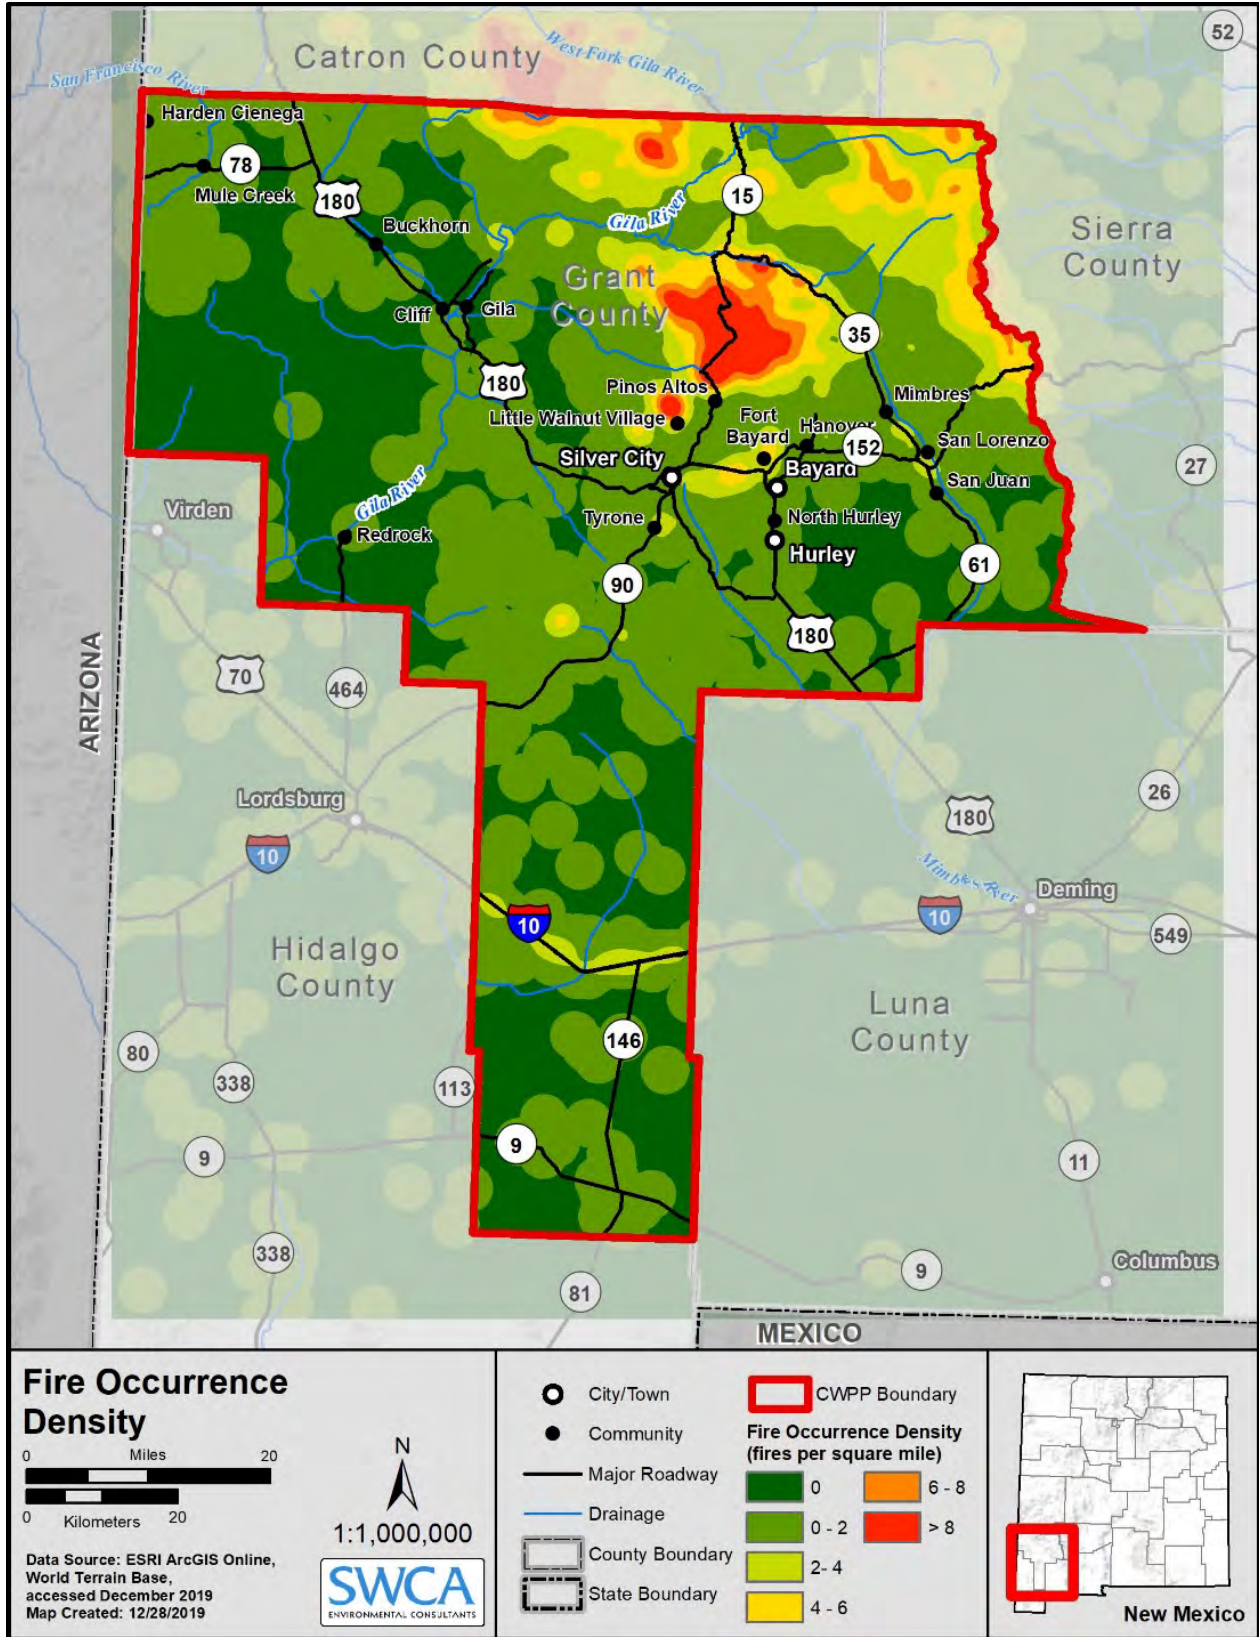 52
Catron County
West Fork Gila River
San Francisco River
Harden Cienega
78
Mule Creek
180
15
Buckhorn
Gila River
Sierra
County
Grant
County
Cliff
Gila
35
180
Pinos Altos
Mimbres
Little Walnut Village
Fort
Bayard
Hanover
152
San Lorenzo
Silver City
Bayard
27
San Juan
Gila River
Virden
Tyrone
North Hurley
Redrock
Hurley
61
90
180
ARIZONA
70
464
Lordsburg
26
180
10
Mimbres River
Deming
10
10
549
Hidalgo
County
Luna
County
146
80
338
113
9
9
11
338
9
Columbus
81
MEXICO
Fire Occurrence
Density
0 Miles 20
0 Kilometers 20
Data Source: ESRI ArcGIS Online,
World Terrain Base,
accessed December 2019
Map Created: 12/28/2019
N
1:1,000,000
SWCA
ENVIRONMENTAL CONSULTANTS
City/Town
Community
Major Roadway
Drainage
County Boundary
State Boundary
CWPP Boundary
Fire Occurrence Density
(fires per square mile)
0
0 - 2
2- 4
4 - 6
6 - 8
> 8
New Mexico